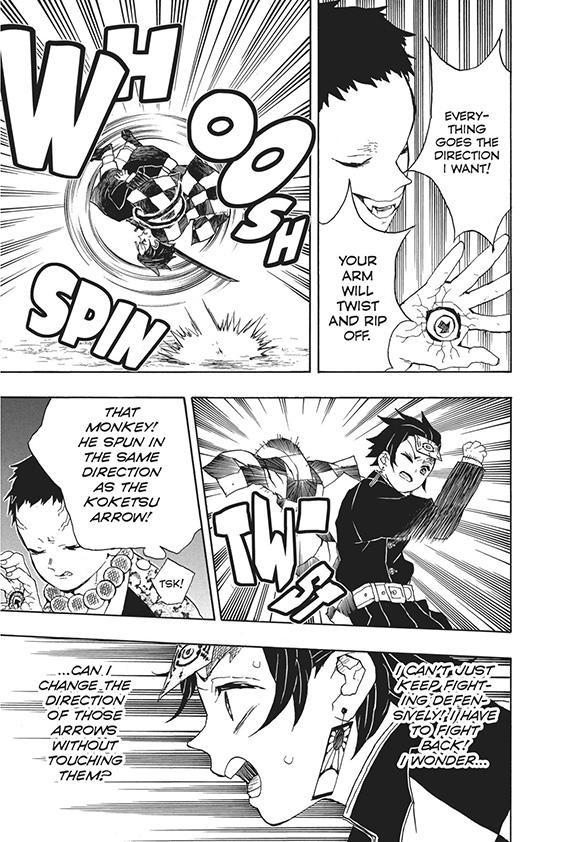 EVERY-
THING
GOES THE
DIRECTION
I WANT!
YOUR
ARM
WILL
TWIST
AND RIP
OFF.
WHOOSH
SPIN
TWIST
THAT
MONKEY!
HE SPUN IN
THE SAME
DIRECTION
AS THE
KOKETSU
ARROW!
TSK!
I CAN'T JUST
KEEP FIGHT-
ING DEFEN-
SIVELY! I HAVE
TO FIGHT
BACK!
I WONDER...
...CAN I
CHANGE THE
DIRECTION
OF THOSE
ARROWS
WITHOUT
TOUCHING
THEM?